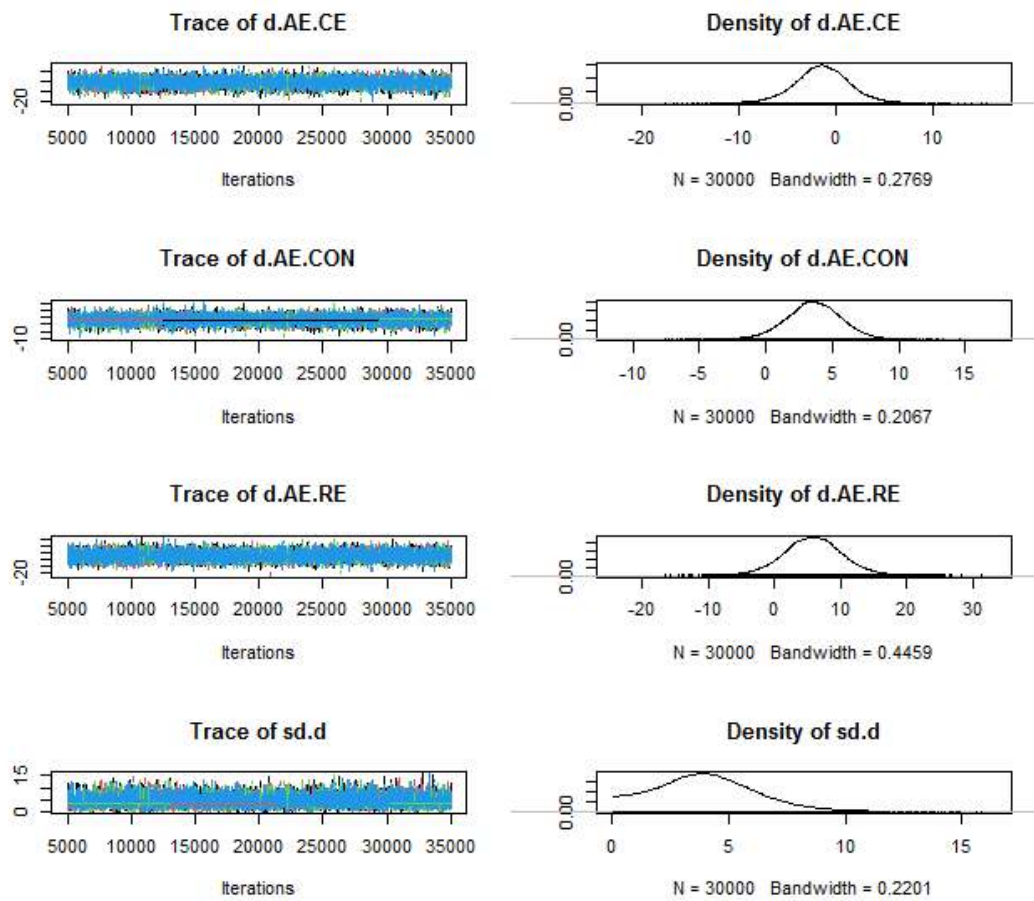 Trace of d.AE.CE
Density of d.AE.CE
-20
0.00
5000 10000 15000 20000 25000 30000 35000
-20 -10 0 10
Iterations
N = 30000 Bandwidth = 0.2769
Trace of d.AE.CON
Density of d.AE.CON
-10
0.00
5000 10000 15000 20000 25000 30000 35000
-10 -5 0 5 10 15
Iterations
N = 30000 Bandwidth = 0.2067
Trace of d.AE.RE
Density of d.AE.RE
-20
0.00
5000 10000 15000 20000 25000 30000 35000
-20 -10 0 10 20 30
Iterations
N = 30000 Bandwidth = 0.4459
Trace of sd.d
Density of sd.d
15
0
0.00
5000 10000 15000 20000 25000 30000 35000
0 5 10 15
Iterations
N = 30000 Bandwidth = 0.2201